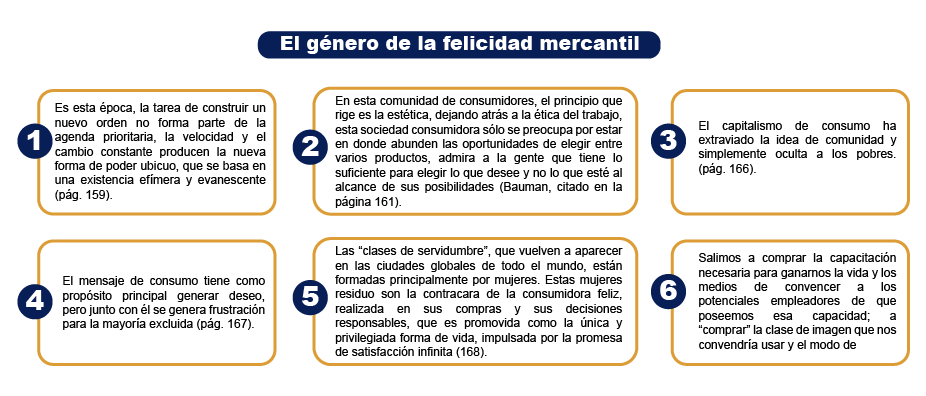 El género de la felicidad mercantil
1
Es esta época, la tarea de construir un
nuevo orden no forma parte de la
agenda prioritaria, la velocidad y el
cambio constante producen la nueva
forma de poder ubicuo, que se basa en
una existencia efímera y evanescente
(pág. 159).
2
En esta comunidad de consumidores, el principio que
rige es la estética, dejando atrás a la ética del trabajo,
esta sociedad consumidora sólo se preocupa por estar
en donde abunden las oportunidades de elegir entre
varios productos, admira a la gente que tiene lo
suficiente para elegir lo que desee y no lo que esté al
alcance de sus posibilidades (Bauman, citado en la
página 161).
3
El capitalismo de consumo ha
extraviado la idea de comunidad y
simplemente oculta a los pobres.
(pág. 166).
4
El mensaje de consumo tiene como
propósito principal generar deseo,
pero junto con él se genera frustración
para la mayoría excluida (pág. 167).
5
Las “clases de servidumbre”, que vuelven a aparecer
en las ciudades globales de todo el mundo, están
formadas principalmente por mujeres. Estas mujeres
residuo son la contracara de la consumidora feliz,
realizada en sus compras y sus decisiones
responsables, que es promovida como la única y
privilegiada forma de vida, impulsada por la promesa
de satisfacción infinita (168).
6
Salimos a comprar la capacitación
necesaria para ganarnos la vida y los
medios de convencer a los
potenciales empleadores de que
poseemos esa capacidad; a
“comprar” la clase de imagen que nos
convendría usar y el modo de